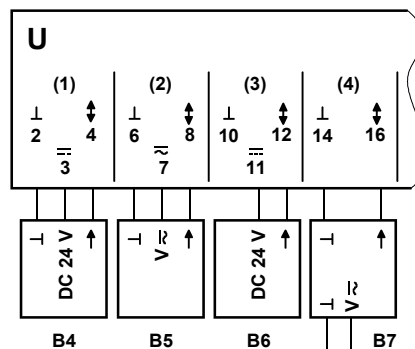 U
(1) (2) (3) (4)
⊥ ↕ ⊥ ↕ ⊥ ↕ ⊥ ↕
2 4 6 8 10 12 14 16
3 7 11
⊥ DC 24 V → ⊥ V → DC 24 V → ⊥ →
⊥ V
B4 B5 B6 B7